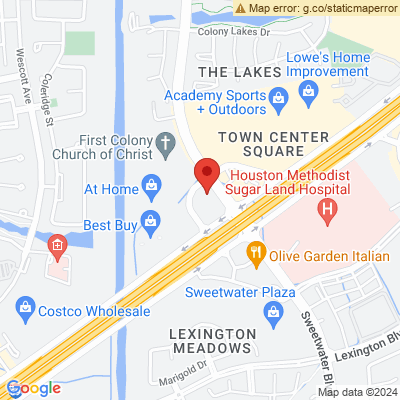 Map error: g.co/staticmaperror
Colony Lakes Dr
Wescott Ave
Coleridge St
THE LAKES
Lowe's Home
Improvement
Academy Sports
+ Outdoors
TOWN CENTER
SQUARE
First Colony
Church of Christ
Houston Methodist
Sugar Land Hospital
At Home
H
Best Buy
Olive Garden Italian
Sweetwater Plaza
Costco Wholesale
LEXINGTON
MEADOWS
Lexington Blv
Sweetwater Bl
Marigold Dr
Google
Map data ©2024